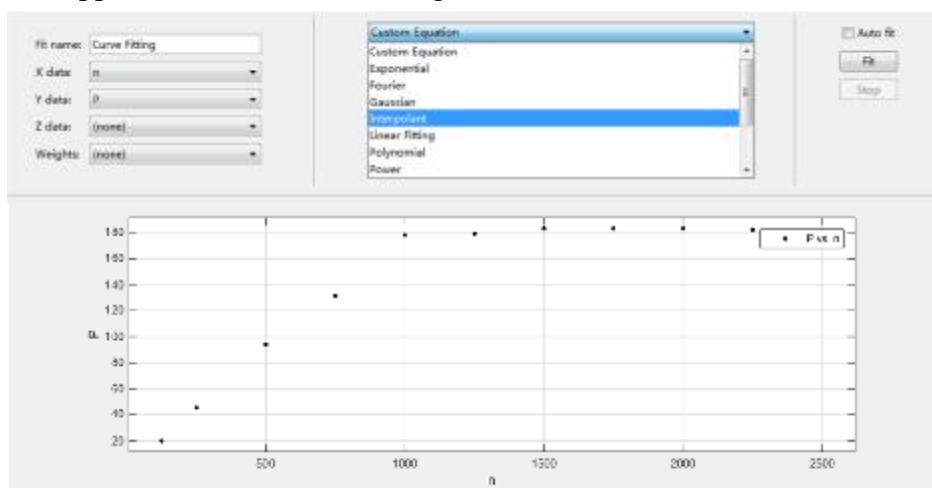 Fit name: Curve Fitting
X data: n
Y data: P
Z data: (none)
Weights: (none)
Custom Equation
Custom Equation
Exponential
Fourier
Gaussian
Interpolant
Linear Fitting
Polynomial
Power
Auto fit
Fit
Stop
180
160
140
120
100
80
60
40
20
P
P vs. n
500
1000
1500
2000
2500
n